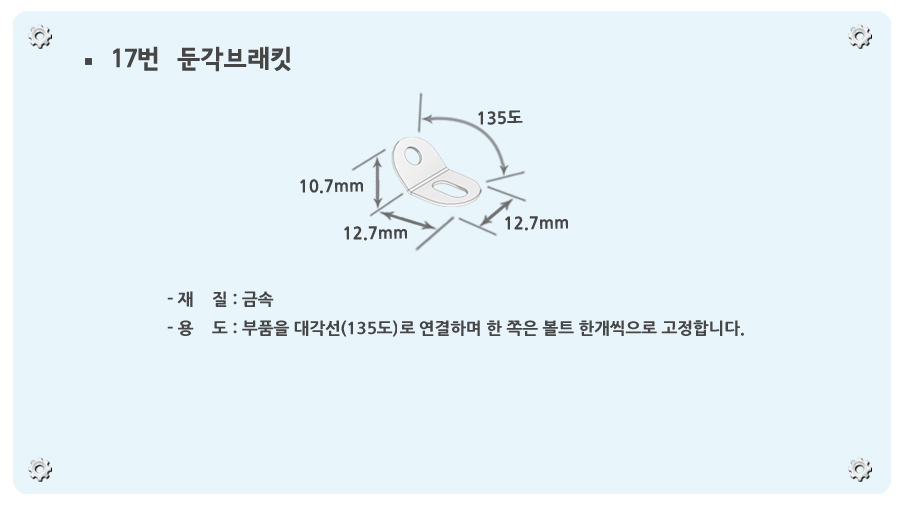 ▪ 17번 둔각브래킷
135도
10.7mm
12.7mm
12.7mm
- 재 질 : 금속
- 용 도 : 부품을 대각선(135도)로 연결하며 한 쪽은 볼트 한개씩으로 고정합니다.